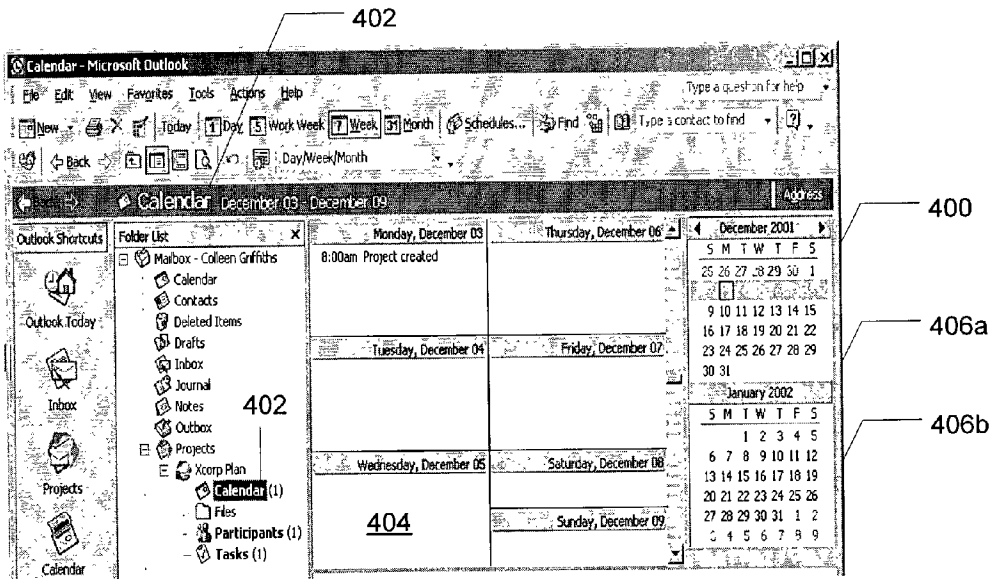 402
Calendar - Microsoft Outlook
File Edit View Favorites Tools Actions Help
Type a question for help
New Today 1 Day 5 Work Week 7 Week 31 Month Schedules... Find Type a contact to find
Back Day/Week/Month
Calendar December 03 - December 09 Address
400
406a
406b
Outlook Shortcuts
Outlook Today
Inbox
Projects
Calendar
Folder List x
Mailbox - Colleen Griffiths
Calendar
Contacts
Deleted Items
Drafts
Inbox
Journal
Notes
402
Outbox
Projects
Xcorp Plan
Calendar (1)
Files
Participants (1)
Tasks (1)
Monday, December 03
8:00am Project created
Tuesday, December 04
Wednesday, December 05
404
Thursday, December 06
Friday, December 07
Saturday, December 08
Sunday, December 09
December 2001
S M T W T F S
25 26 27 28 29 30 1
9 10 11 12 13 14 15
16 17 18 19 20 21 22
23 24 25 26 27 28 29
30 31
January 2002
S M T W T F S
1 2 3 4 5
6 7 8 9 10 11 12
13 14 15 16 17 18 19
20 21 22 23 24 25 26
27 28 29 30 31 1 2
4 5 6 7 8 9